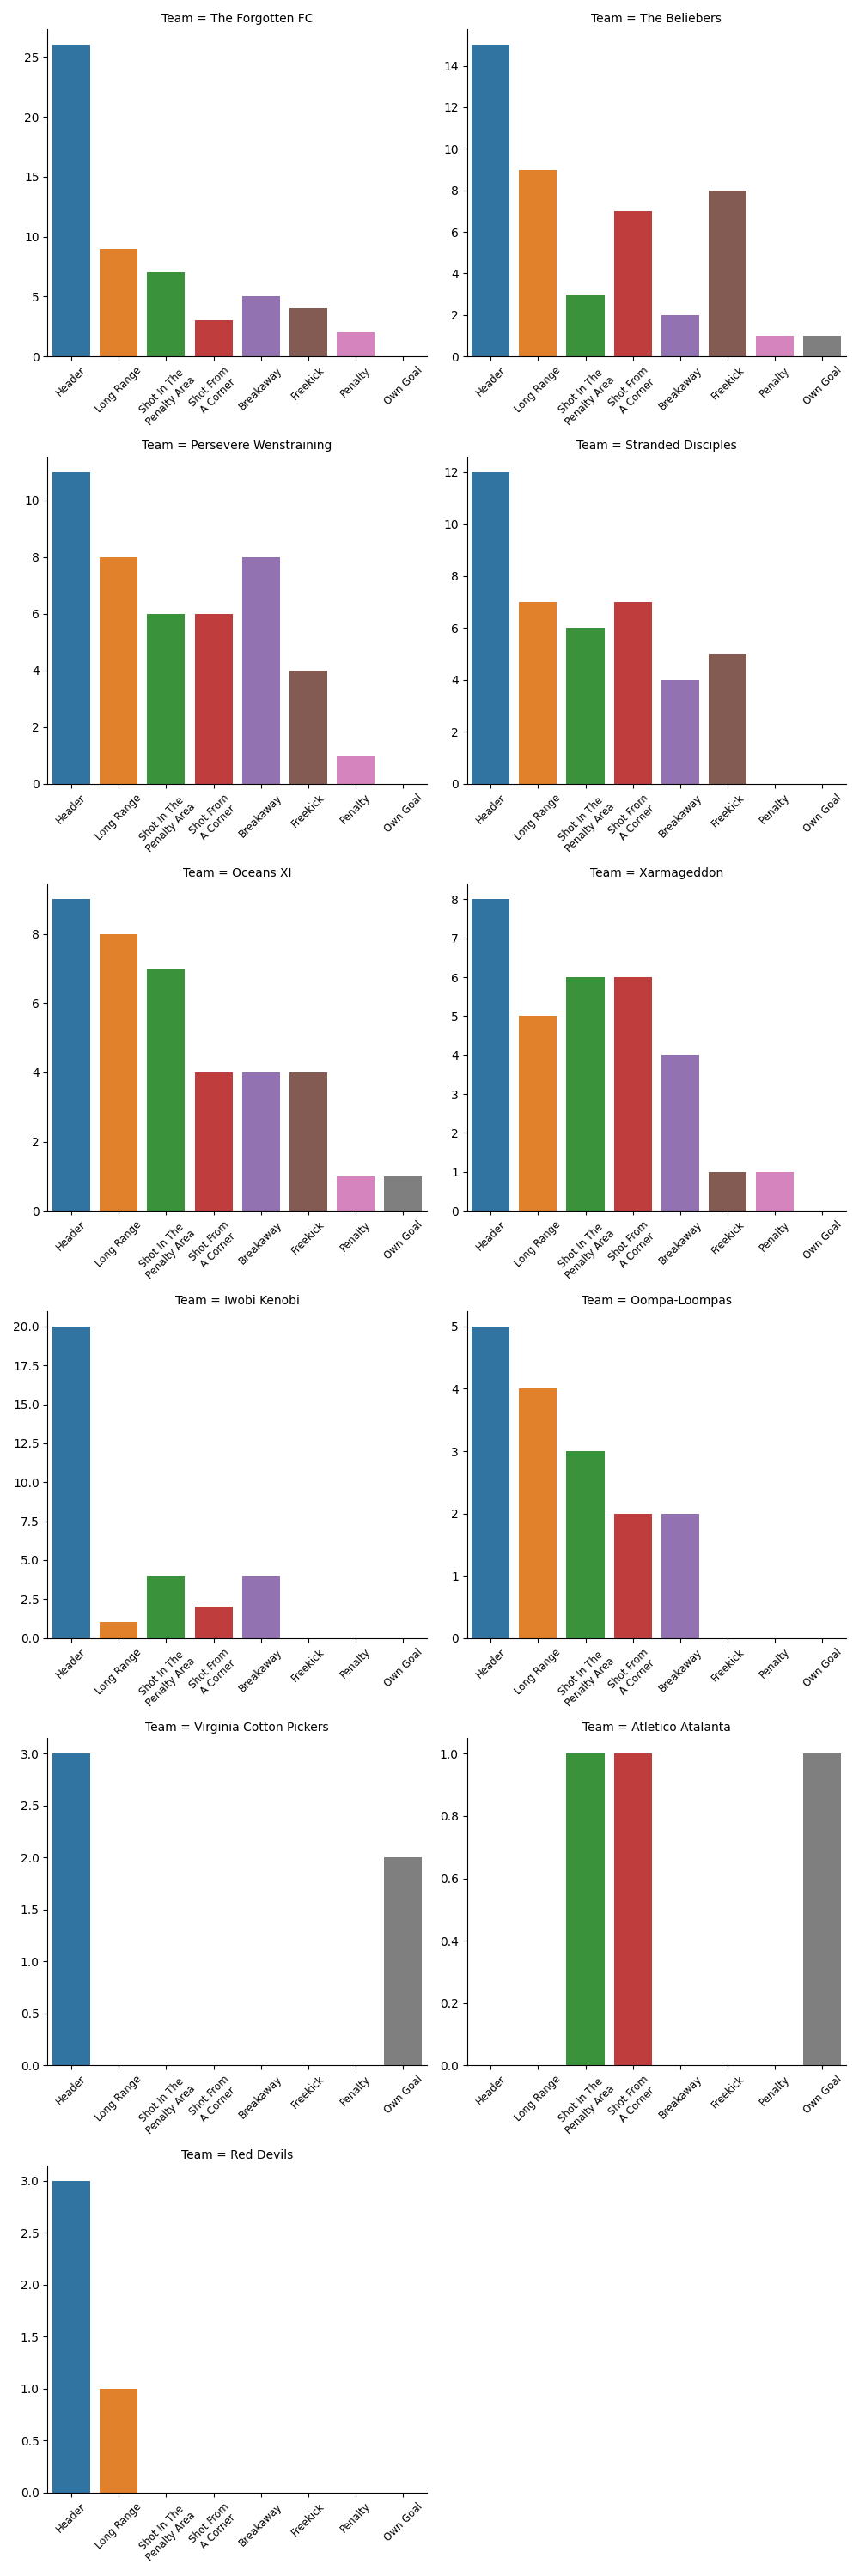 Team = The Forgotten FC
25
20
15
10
5
0
Header
Long Range
Shot In The
Penalty Area
Shot From
A Corner
Breakaway
Freekick
Penalty
Own Goal
Team = The Beliebers
14
12
10
8
6
4
2
0
Header
Long Range
Shot In The
Penalty Area
Shot From
A Corner
Breakaway
Freekick
Penalty
Own Goal
Team = Persevere Wenstraining
10
8
6
4
2
0
Header
Long Range
Shot In The
Penalty Area
Shot From
A Corner
Breakaway
Freekick
Penalty
Own Goal
Team = Stranded Disciples
12
10
8
6
4
2
0
Header
Long Range
Shot In The
Penalty Area
Shot From
A Corner
Breakaway
Freekick
Penalty
Own Goal
Team = Oceans XI
8
6
4
2
0
Header
Long Range
Shot In The
Penalty Area
Shot From
A Corner
Breakaway
Freekick
Penalty
Own Goal
Team = Xarmageddon
8
7
6
5
4
3
2
1
0
Header
Long Range
Shot In The
Penalty Area
Shot From
A Corner
Breakaway
Freekick
Penalty
Own Goal
Team = Iwobi Kenobi
20.0
17.5
15.0
12.5
10.0
7.5
5.0
2.5
0.0
Header
Long Range
Shot In The
Penalty Area
Shot From
A Corner
Breakaway
Freekick
Penalty
Own Goal
Team = Oompa-Loompas
5
4
3
2
1
0
Header
Long Range
Shot In The
Penalty Area
Shot From
A Corner
Breakaway
Freekick
Penalty
Own Goal
Team = Virginia Cotton Pickers
3.0
2.5
2.0
1.5
1.0
0.5
0.0
Header
Long Range
Shot In The
Penalty Area
Shot From
A Corner
Breakaway
Freekick
Penalty
Own Goal
Team = Atletico Atalanta
1.0
0.8
0.6
0.4
0.2
0.0
Header
Long Range
Shot In The
Penalty Area
Shot From
A Corner
Breakaway
Freekick
Penalty
Own Goal
Team = Red Devils
3.0
2.5
2.0
1.5
1.0
0.5
0.0
Header
Long Range
Shot In The
Penalty Area
Shot From
A Corner
Breakaway
Freekick
Penalty
Own Goal